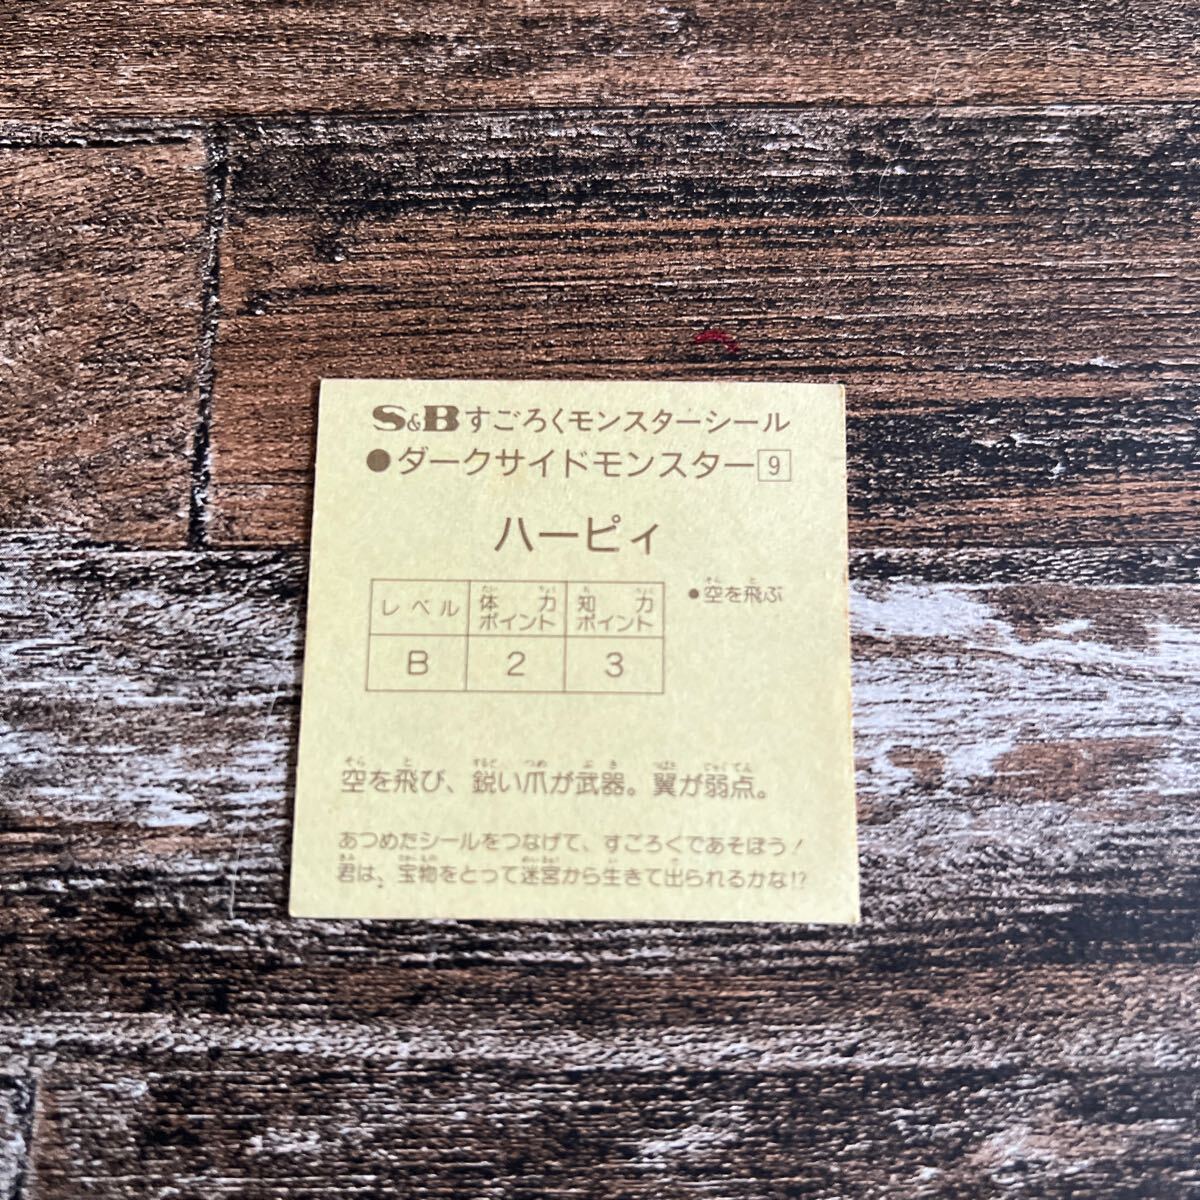 S&Bすごろくモンスターシール
●ダークサイドモンスター9
ハーピィ
レベル 体力ポイント 知力ポイント
B 2 3
●空を飛ぶ
空を飛び、鋭い爪が武器。翼が弱点。
あつめたシールをつなげて、すごろくであそぼう!
君は、宝物をとって迷宮から生きて出られるかな!?